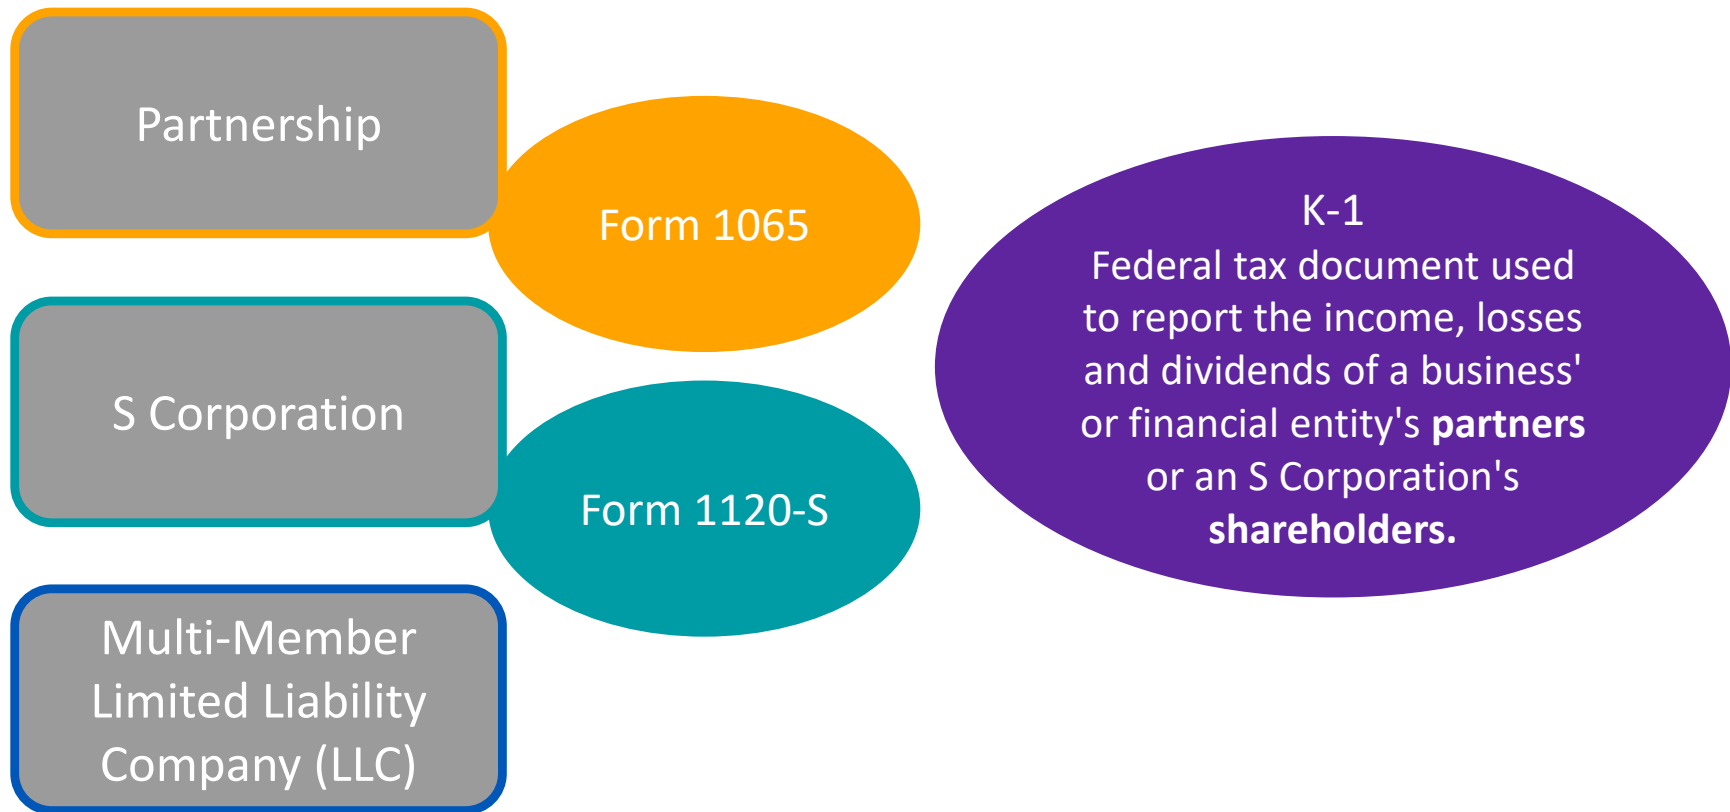 Partnership
Form 1065
S Corporation
Form 1120-S
Multi-Member
Limited Liability
Company (LLC)
K-1
Federal tax document used
to report the income, losses
and dividends of a business'
or financial entity's partners
or an S Corporation's
shareholders.